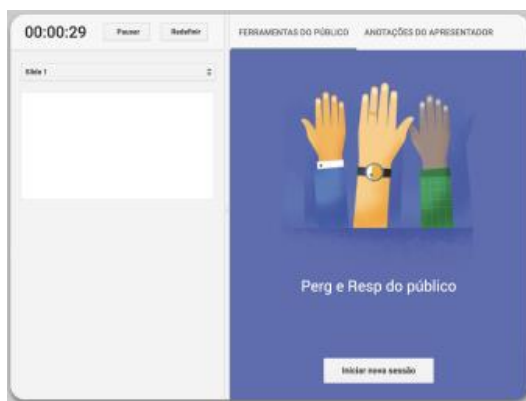 00:00:29
Pausar
Redefinir
FERRAMENTAS DO PÚBLICO
ANOTAÇÕES DO APRESENTADOR
Slide 1
Perg e Resp do público
Iniciar nova sessão